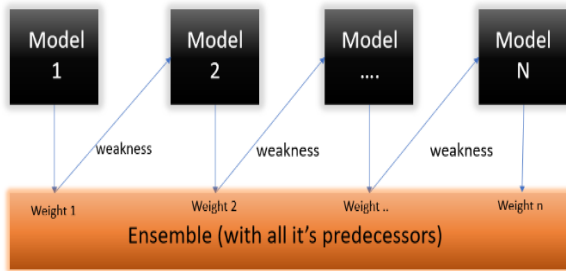 Model
1
Model
2
Model
....
Model
N
weakness
weakness
weakness
Weight 1
Weight 2
Weight ..
Weight n
Ensemble (with all it's predecessors)